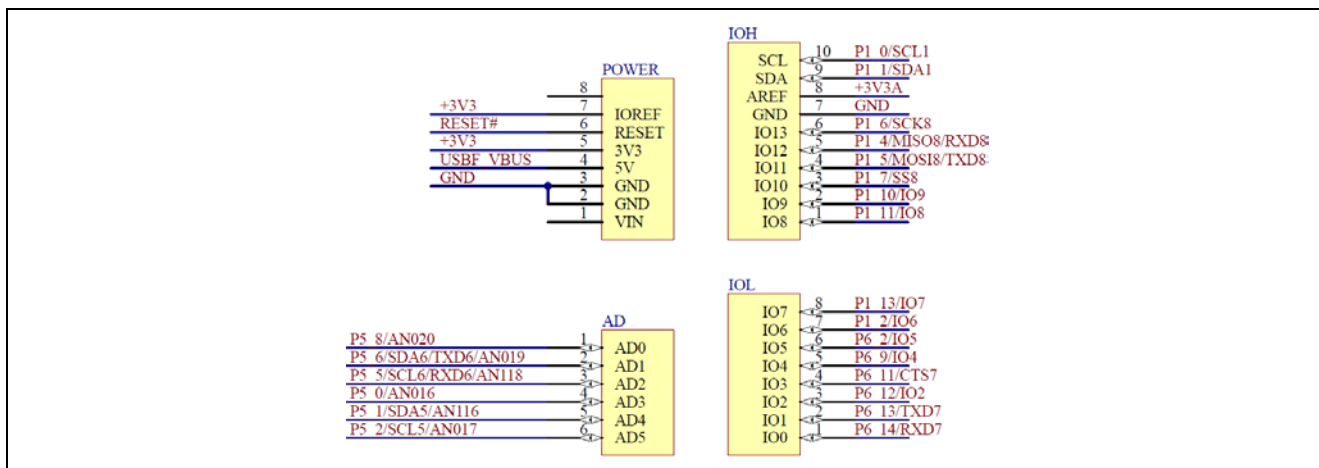 POWER
8
+3V3 7 IOREF
RESET# 6 RESET
+3V3 5 3V3
USBF_VBUS 4 5V
GND 3 GND
2 GND
1 VIN
IOH
SCL 10 P1_0/SCL1
SDA 9 P1_1/SDA1
AREF 8 +3V3A
GND 7 GND
IO13 6 P1_6/SCK8
IO12 5 P1_4/MISO8/RXD8
IO11 4 P1_5/MOSI8/TXD8
IO10 3 P1_7/SS8
IO9 2 P1_10/IO9
IO8 1 P1_11/IO8
AD
P5_8/AN020 1 AD0
P5_6/SDA6/TXD6/AN019 2 AD1
P5_5/SCL6/RXD6/AN118 3 AD2
P5_0/AN016 4 AD3
P5_1/SDA5/AN116 5 AD4
P5_2/SCL5/AN017 6 AD5
IOL
IO7 8 P1_13/IO7
IO6 7 P1_2/IO6
IO5 6 P6_2/IO5
IO4 5 P6_9/IO4
IO3 4 P6_11/CTS7
IO2 3 P6_12/IO2
IO1 2 P6_13/TXD7
IO0 1 P6_14/RXD7